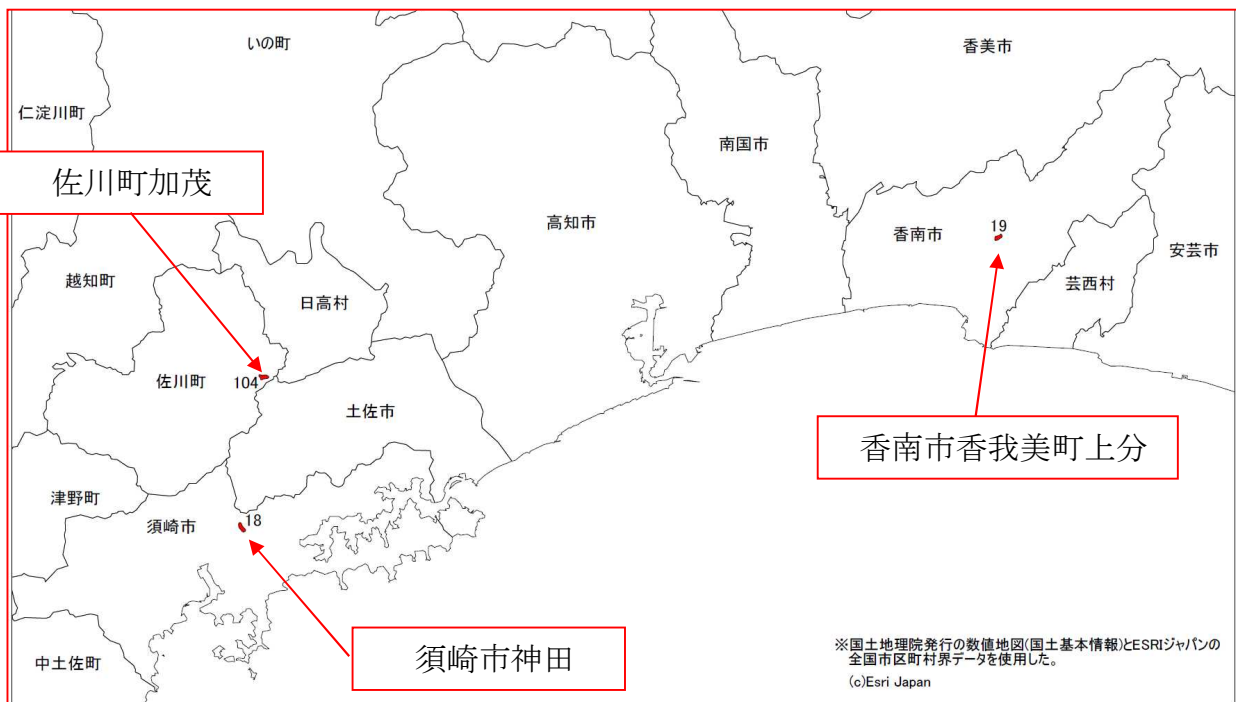 いの町
香美市
仁淀川町
南国市
佐川町加茂
高知市
19
香南市
安芸市
越知町
芸西村
日高村
佐川町
104
土佐市
香南市香我美町上分
津野町
須崎市
18
須崎市神田
中土佐町
※国土地理院発行の数値地図(国土基本情報)とESRIジャパンの
全国市区町村界データを使用した。
(c)Esri Japan